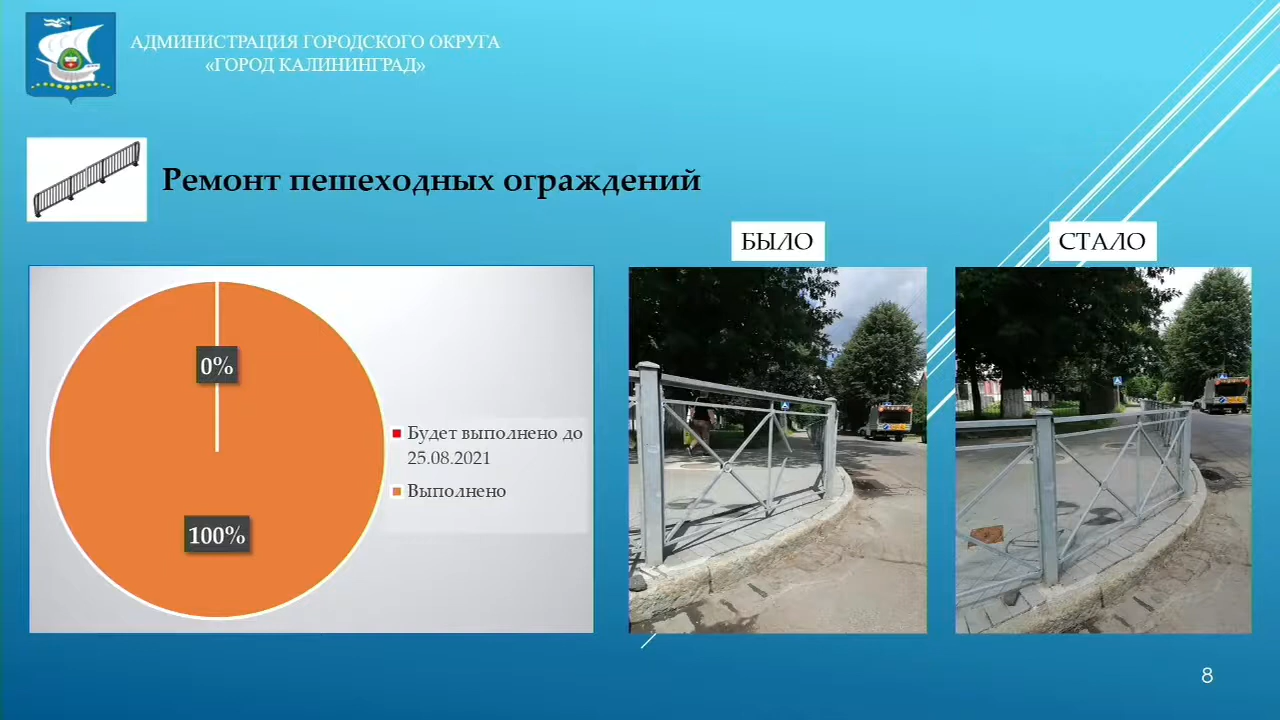 АДМИНИСТРАЦИЯ ГОРОДСКОГО ОКРУГА
«ГОРОД КАЛИНИНГРАД»
Ремонт пешеходных ограждений
БЫЛО
СТАЛО
0%
100%
Будет выполнено до
25.08.2021
Выполнено
8